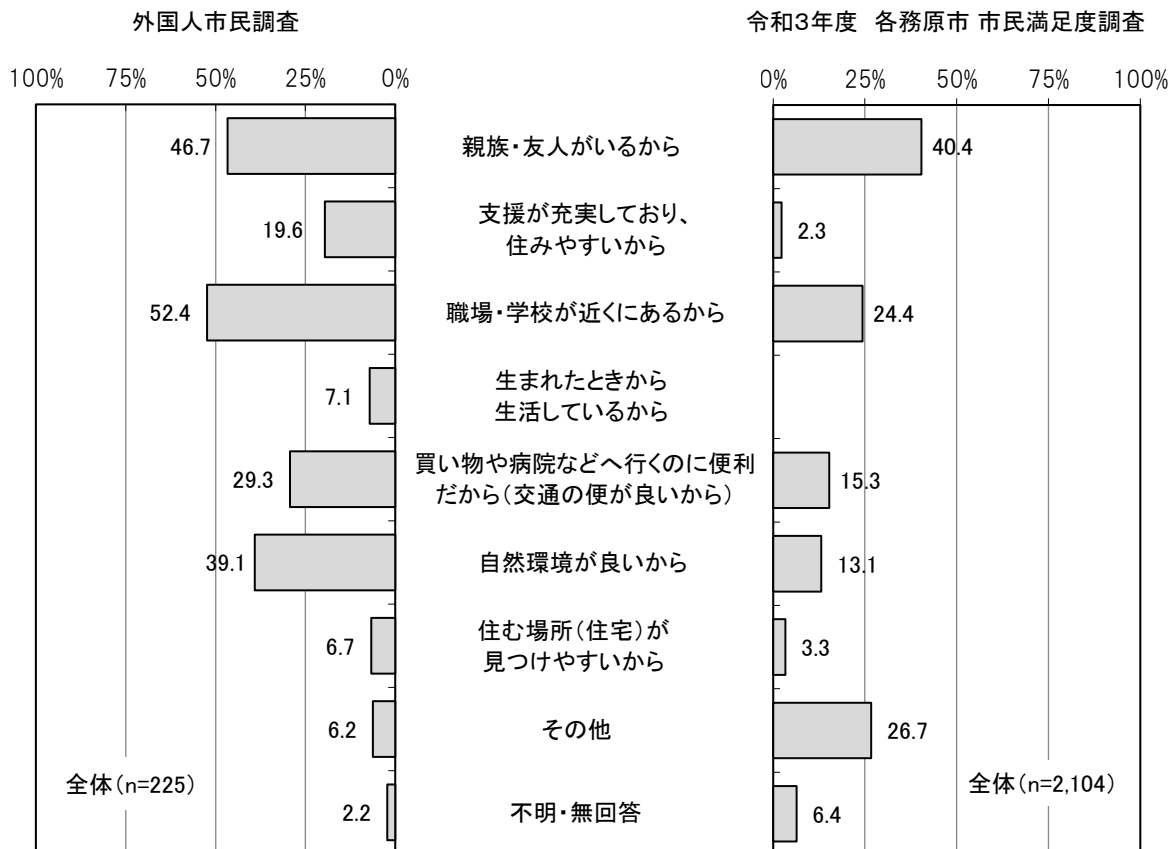 外国人市民調査
令和3年度 各務原市 市民満足度調査
100% 75% 50% 25% 0%
0% 25% 50% 75% 100%
46.7 親族・友人がいるから 40.4
支援が充実しており、
住みやすいから
19.6 2.3
52.4 職場・学校が近くにあるから 24.4
生まれたときから
生活しているから
7.1
買い物や病院などへ行くのに便利
だから(交通の便が良いから)
29.3 15.3
39.1 自然環境が良いから 13.1
住む場所(住宅)が
見つけやすいから
6.7 3.3
6.2 その他 26.7
全体(n=225) 全体(n=2,104)
2.2 不明・無回答 6.4